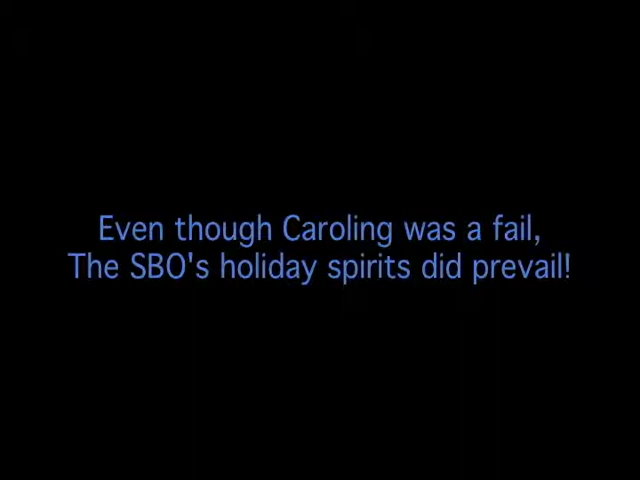 Even though Caroling was a fail,
The SBO's holiday spirits did prevail!